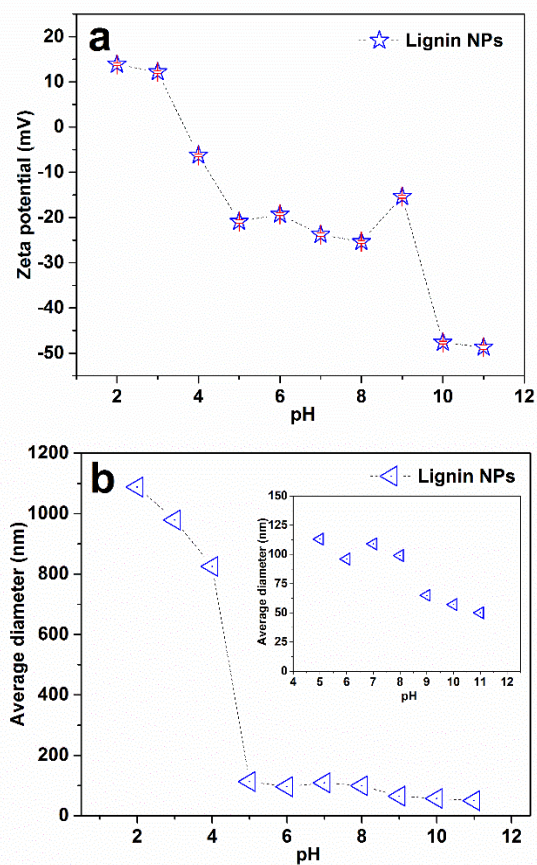 a
Lignin NPs
20
10
0
-10
-20
-30
-40
-50
Zeta potential (mV)
2 4 6 8 10 12
pH
b
Lignin NPs
1200
1000
800
600
400
200
0
Average diameter (nm)
2 4 6 8 10 12
pH
150
125
100
75
50
25
0
Average diameter (nm)
4 5 6 7 8 9 10 11 12
pH